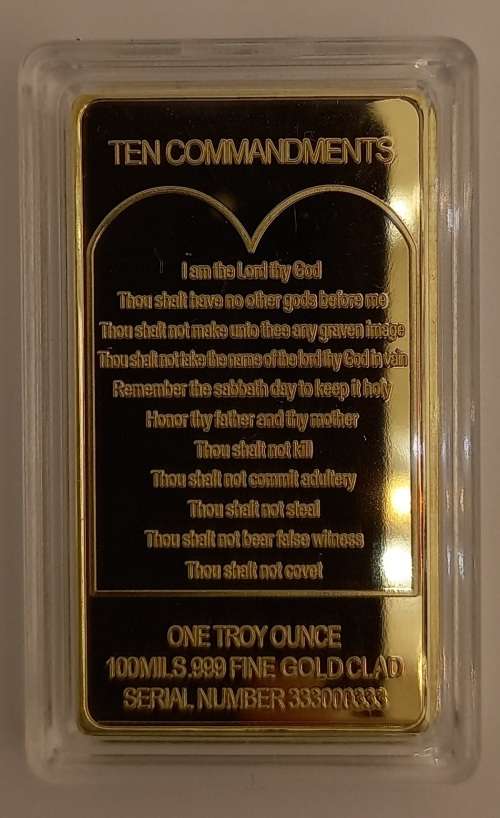 TEN COMMANDMENTS
I am the Lord thy God
Thou shalt have no other gods before me
Thou shalt not make unto thee any graven image
Thou shalt not take the name of the lord thy God in vain
Remember the sabbath day to keep it holy
Honor thy father and thy mother
Thou shalt not kill
Thou shalt not commit adultery
Thou shalt not steal
Thou shalt not bear false witness
Thou shalt not covet
ONE TROY OUNCE
100MILS.999 FINE GOLD CLAD
SERIAL NUMBER 333000333